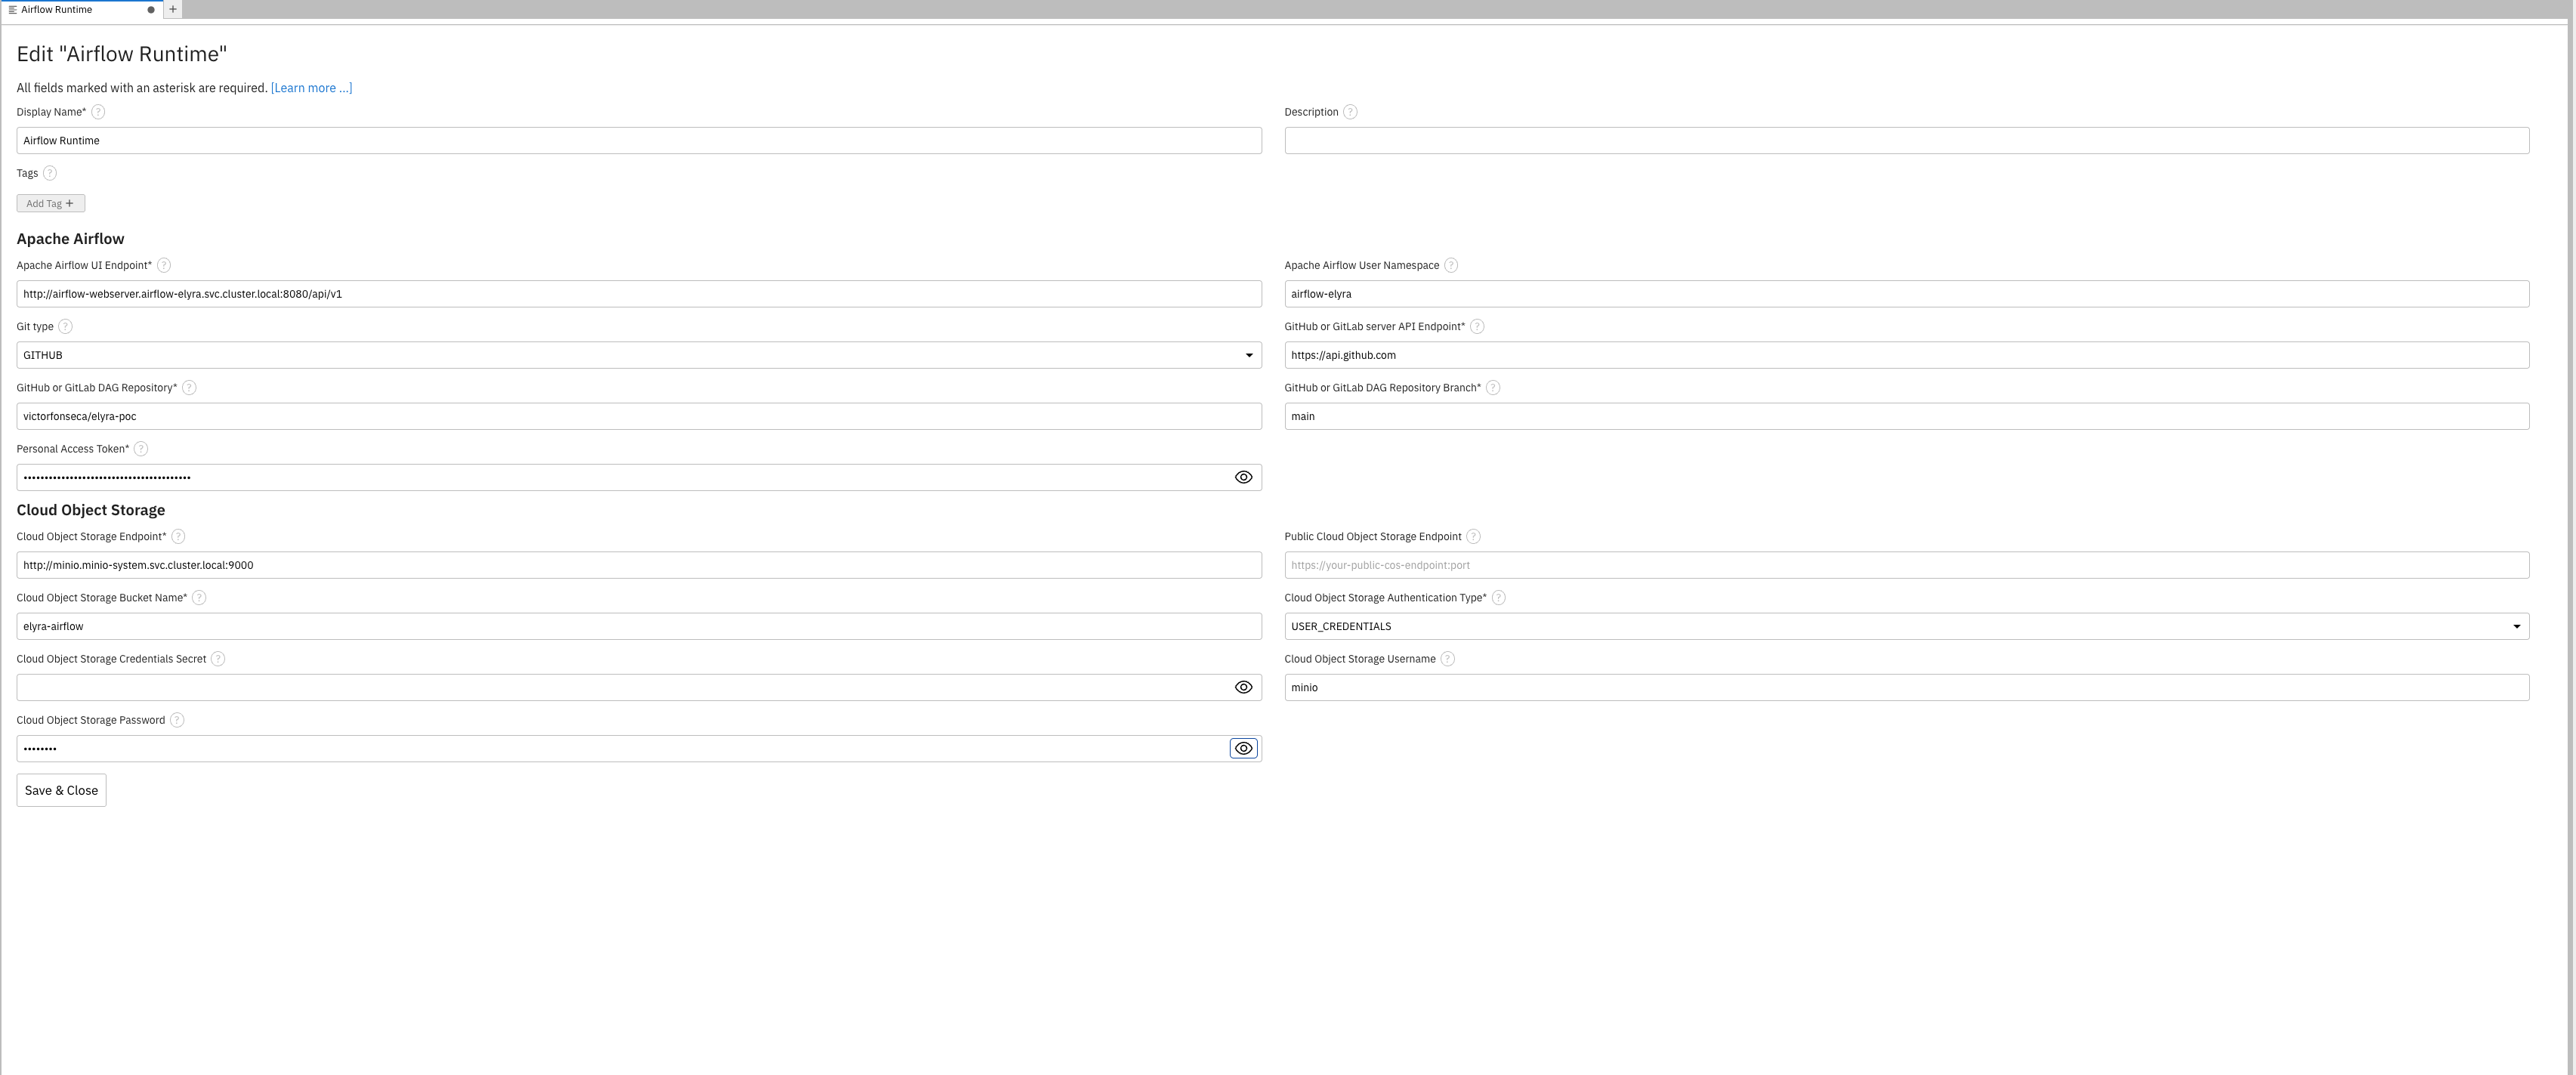 Airflow Runtime
Edit "Airflow Runtime"
All fields marked with an asterisk are required. [Learn more ...]
Display Name* ?
Description ?
Airflow Runtime
Tags ?
Add Tag +
Apache Airflow
Apache Airflow UI Endpoint* ?
Apache Airflow User Namespace ?
http://airflow-webserver.airflow-elyra.svc.cluster.local:8080/api/v1
airflow-elyra
Git type ?
GitHub or GitLab server API Endpoint* ?
GITHUB
https://api.github.com
GitHub or GitLab DAG Repository* ?
GitHub or GitLab DAG Repository Branch* ?
victorfonseca/elyra-poc
main
Personal Access Token* ?
Cloud Object Storage
Cloud Object Storage Endpoint* ?
Public Cloud Object Storage Endpoint ?
http://minio.minio-system.svc.cluster.local:9000
https://your-public-cos-endpoint:port
Cloud Object Storage Bucket Name* ?
Cloud Object Storage Authentication Type* ?
elyra-airflow
USER_CREDENTIALS
Cloud Object Storage Credentials Secret ?
Cloud Object Storage Username ?
minio
Cloud Object Storage Password ?
Save & Close